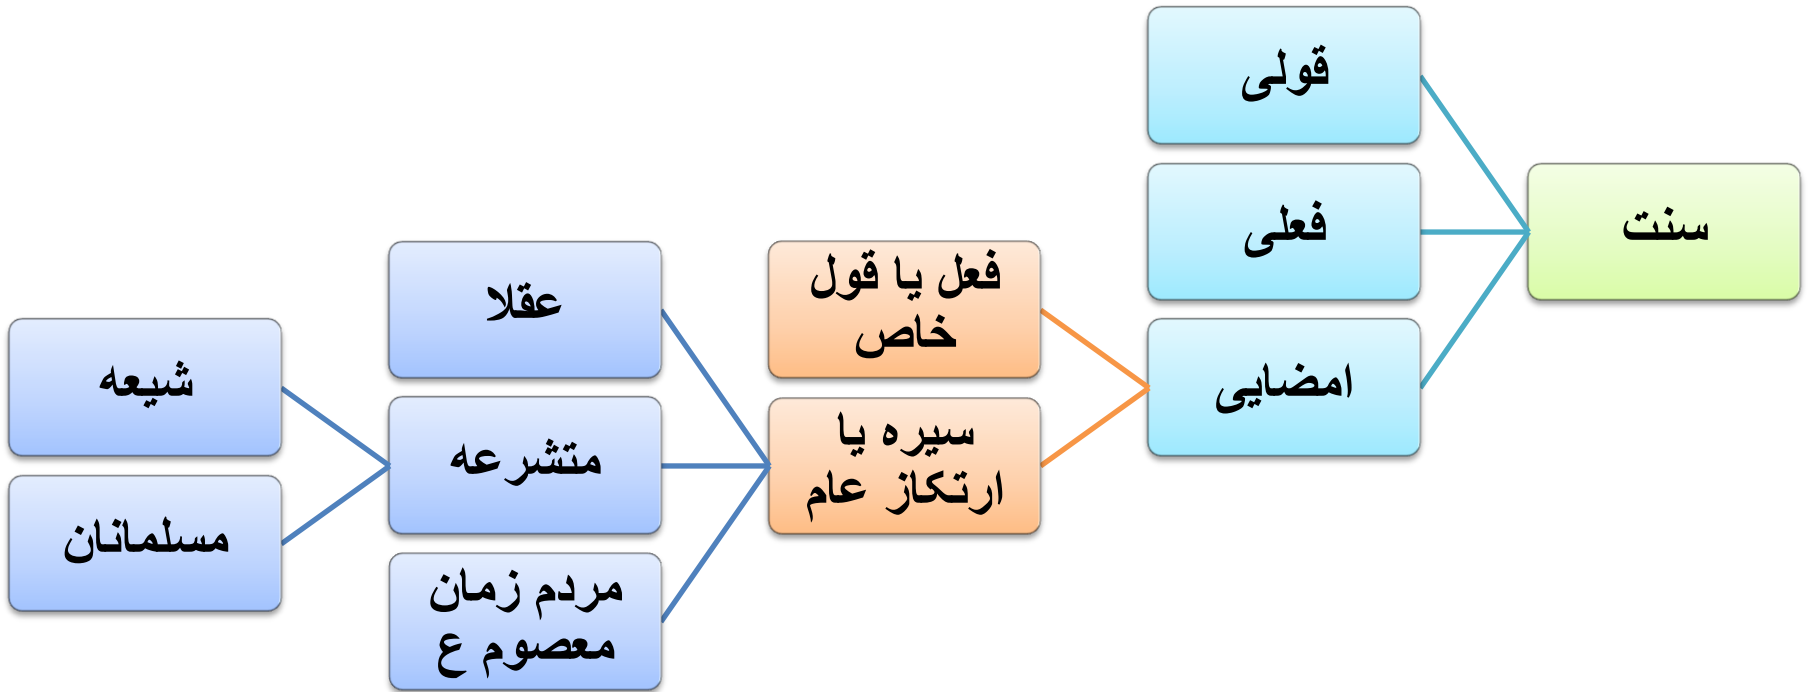 سنت
قولی
فعلی
امضایی
فعل یا قول
خاص
سیره یا
ارتکاز عام
عقلا
متشرعه
مردم زمان
معصوم ع
شیعه
مسلمانان